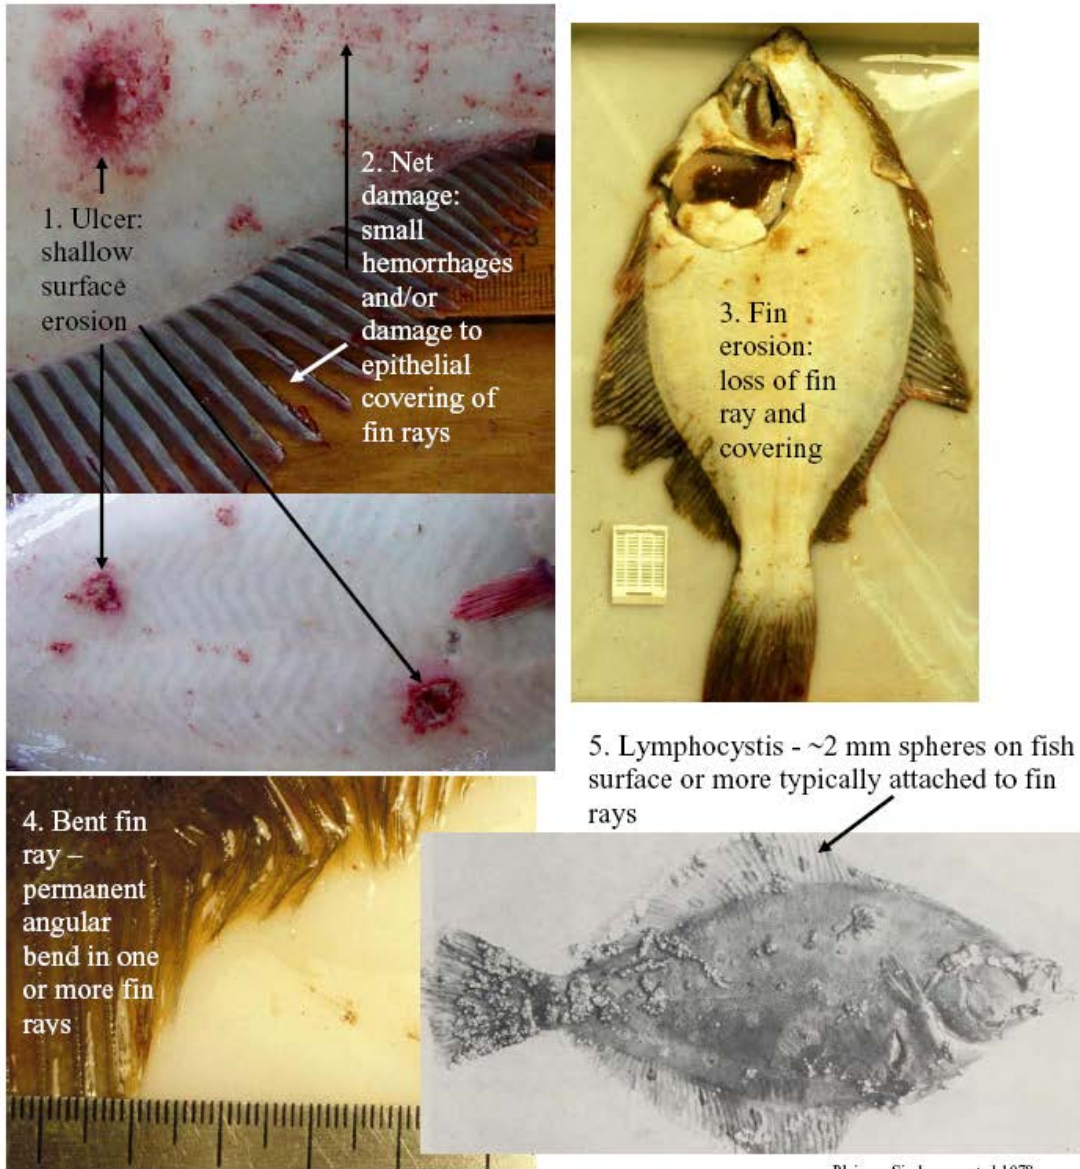 1. Ulcer:
shallow
surface
erosion
2. Net
damage:
small
hemorrhages
and/or
damage to
epithelial
covering of
fin rays
3. Fin
erosion:
loss of fin
ray and
covering
4. Bent fin
ray –
permanent
angular
bend in one
or more fin
rays
5. Lymphocystis - ~2 mm spheres on fish
surface or more typically attached to fin
rays